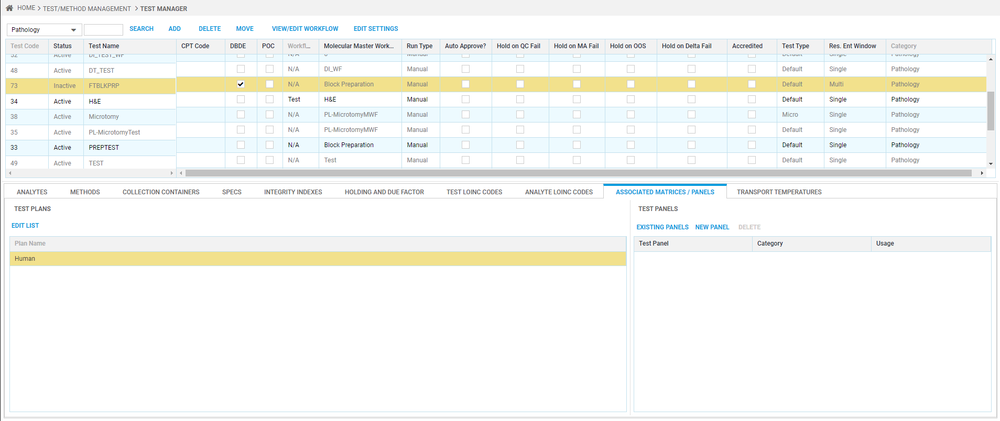 HOME > TEST/METHOD MANAGEMENT > TEST MANAGER
Pathology SEARCH ADD DELETE MOVE VIEW/EDIT WORKFLOW EDIT SETTINGS
Test Code Status Test Name CPT Code DBDE POC Workfl... Molecular Master Work... Run Type Auto Approve? Hold on QC Fail Hold on MA Fail Hold on OOS Hold on Delta Fail Accredited Test Type Res. Ent Window Category
52 Active DI_TEST_WF N/A Manual Default Single Pathology
48 Active DT_TEST N/A DI_WF Manual Default Single Pathology
73 Inactive FTBLKPRP N/A Block Preparation Manual Default Multi Pathology
34 Active H&E Test H&E Manual Default Single Pathology
38 Active Microtomy N/A PL-MicrotomyMWF Manual Micro Single Pathology
35 Active PL-MicrotomyTest N/A PL-MicrotomyMWF Manual Default Single Pathology
33 Active PREPTEST N/A Block Preparation Manual Default Single Pathology
49 Active TEST N/A Test Manual Default Single Pathology
ANALYTES METHODS COLLECTION CONTAINERS SPECS INTEGRITY INDEXES HOLDING AND DUE FACTOR TEST LOINC CODES ANALYTE LOINC CODES ASSOCIATED MATRICES / PANELS TRANSPORT TEMPERATURES
TEST PLANS
EDIT LIST
Plan Name
Human
TEST PANELS
EXISTING PANELS NEW PANEL DELETE
Test Panel Category Usage